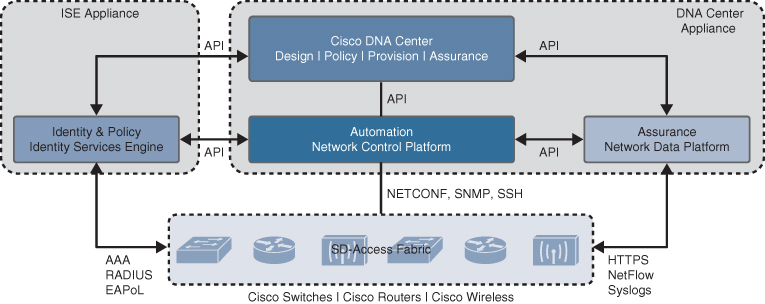 ISE Appliance
DNA Center
Appliance
API
Cisco DNA Center
Design | Policy | Provision | Assurance
API
API
Identity & Policy
Identity Services Engine
API
Automation
Network Control Platform
API
Assurance
Network Data Platform
NETCONF, SNMP, SSH
SD-Access Fabric
AAA
RADIUS
EAPoL
HTTPS
NetFlow
Syslogs
Cisco Switches | Cisco Routers | Cisco Wireless